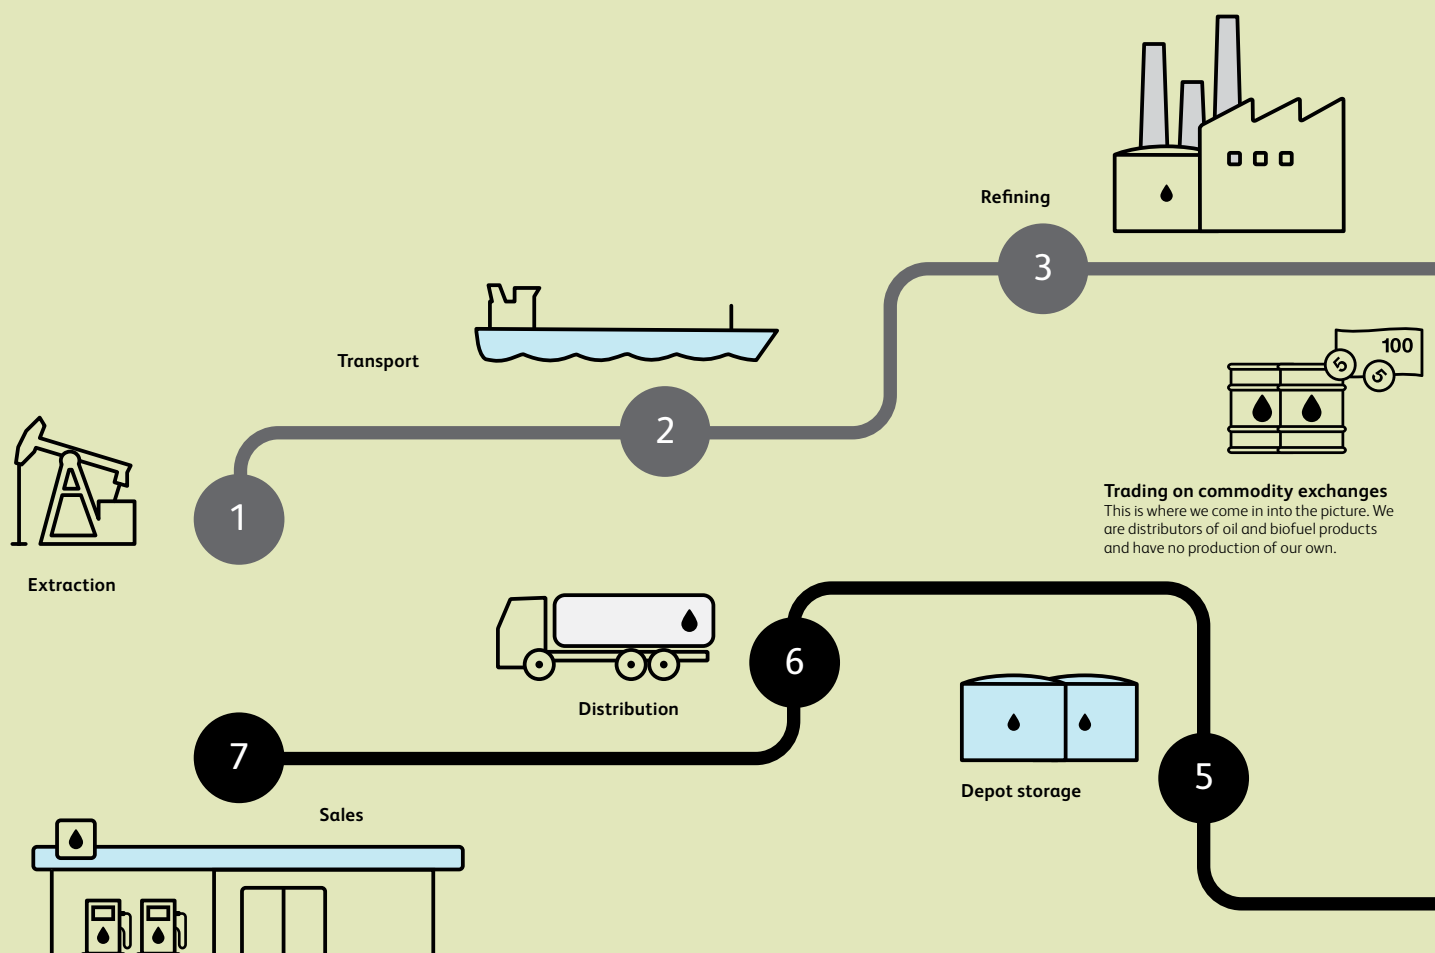 Refining
3
Transport
2
100
5
5
1
Extraction
Trading on commodity exchanges
This is where we come in into the picture. We
are distributors of oil and biofuel products
and have no production of our own.
6
Distribution
7
5
Depot storage
Sales